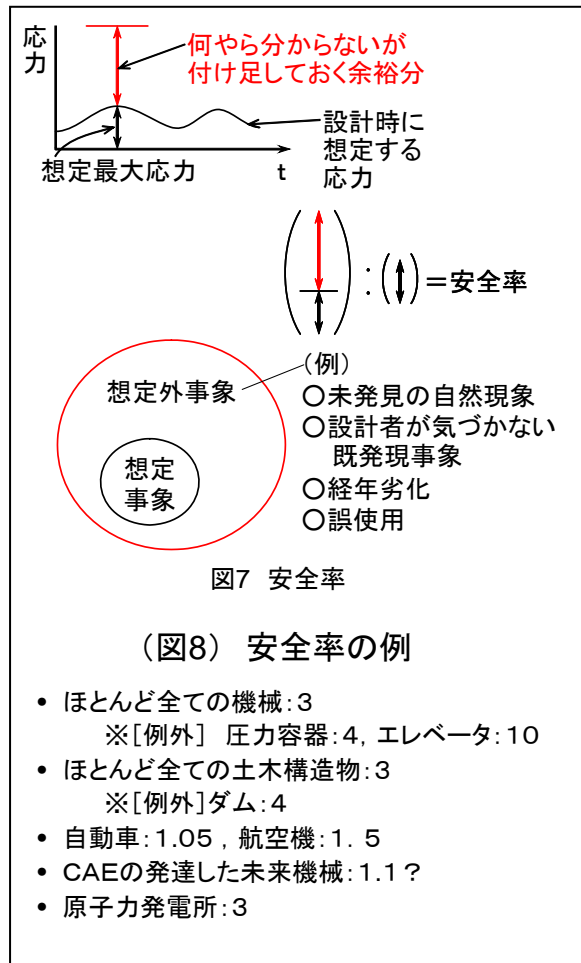 応力
何やら分からないが
付け足しておく余裕分
設計時に
想定する
応力
想定最大応力
t
：
＝安全率
想定外事象
（例）
○未発見の自然現象
○設計者が気づかない
既発現事象
○経年劣化
○誤使用
想定
事象
図7 安全率
（図8） 安全率の例
• ほとんど全ての機械：3
※［例外］ 圧力容器：4，エレベータ：10
• ほとんど全ての土木構造物：3
※［例外］ダム：4
• 自動車：1.05 ，航空機：1．5
• CAEの発達した未来機械：1.1？
• 原子力発電所：3